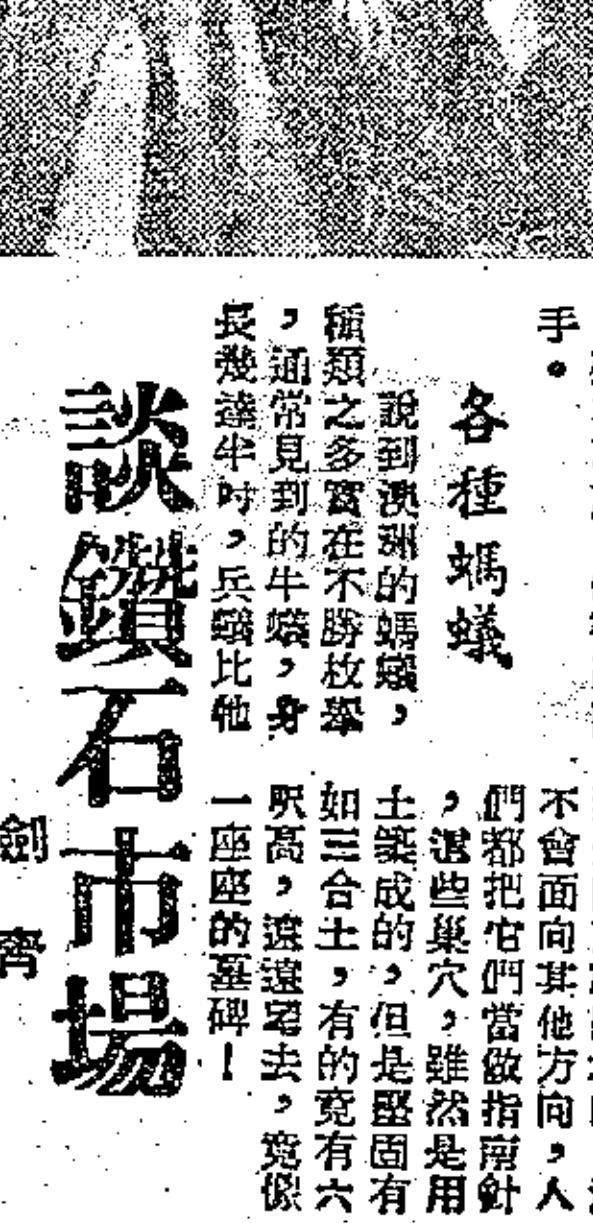 手。
各種螞蟻
說到澳洲的螞蟻,
種類之多實在不勝枚舉
,通常見到的牛蟻,身
長幾達半吋,兵蟻比牠
不會面向其他方向,人
們都把它們當做指南針
,這些巢穴,雖然是用
土築成的,但是堅固有
如三合土,有的竟有六
呎高,遠遠望去,竟像
一座座的墓碑!
談鑽石市場
劍齊